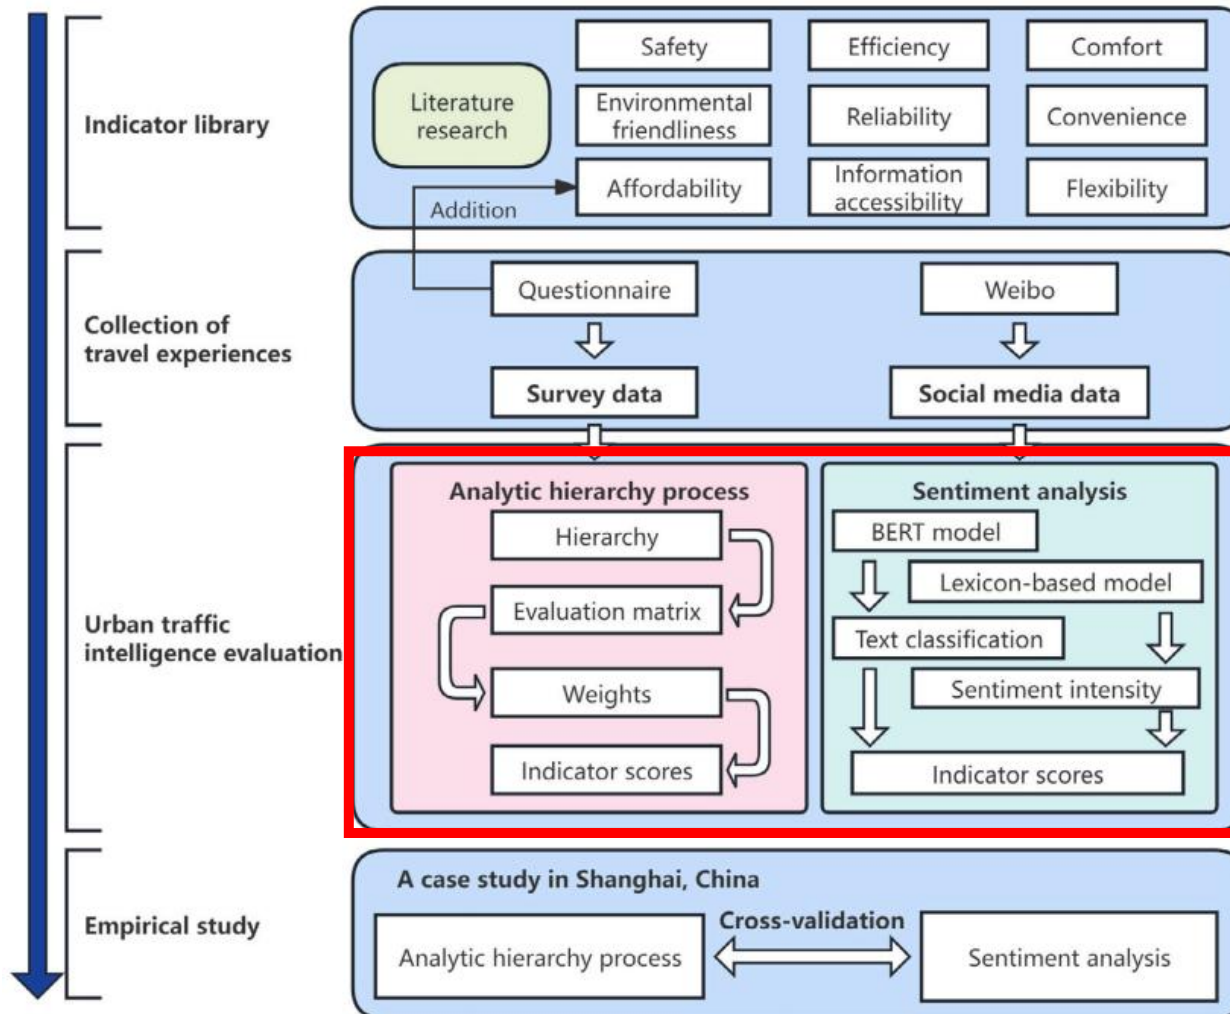 Indicator library
Literature
research
Safety
Efficiency
Comfort
Environmental
friendliness
Reliability
Convenience
Affordability
Information
accessibility
Flexibility
Addition
Collection of
travel experiences
Questionnaire
Weibo
Survey data
Social media data
Urban traffic
intelligence evaluation
Analytic hierarchy process
Hierarchy
Evaluation matrix
Weights
Indicator scores
Sentiment analysis
BERT model
Lexicon-based model
Text classification
Sentiment intensity
Indicator scores
Empirical study
A case study in Shanghai, China
Analytic hierarchy process
Cross-validation
Sentiment analysis